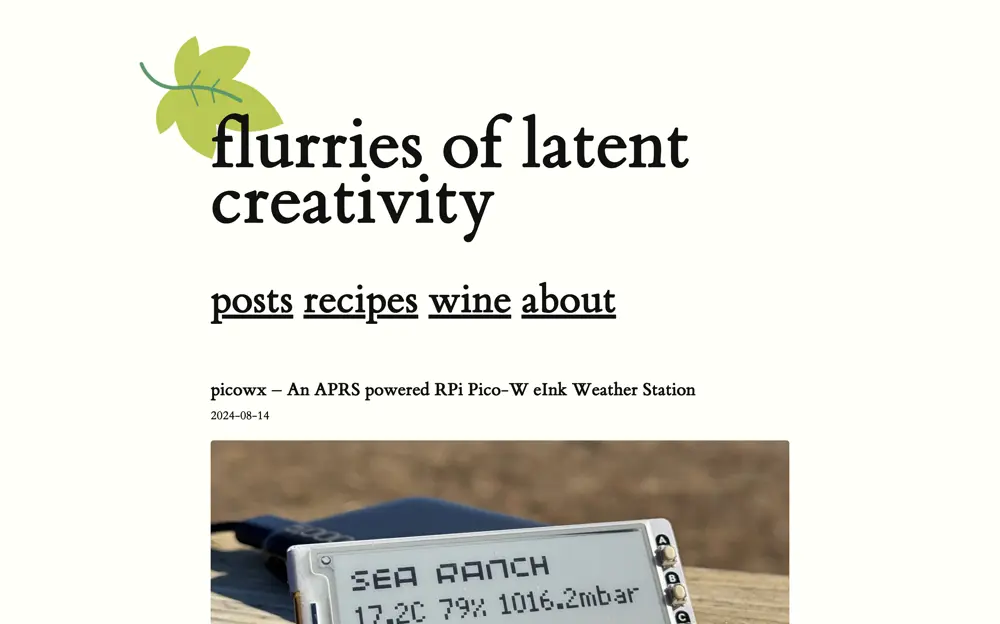 flurries of latent
creativity
posts recipes wine about
picowx – An APRS powered RPi Pico-W eInk Weather Station
2024-08-14
SEA RANCH
17.2C 79% 1016.2mbar
A
B
C